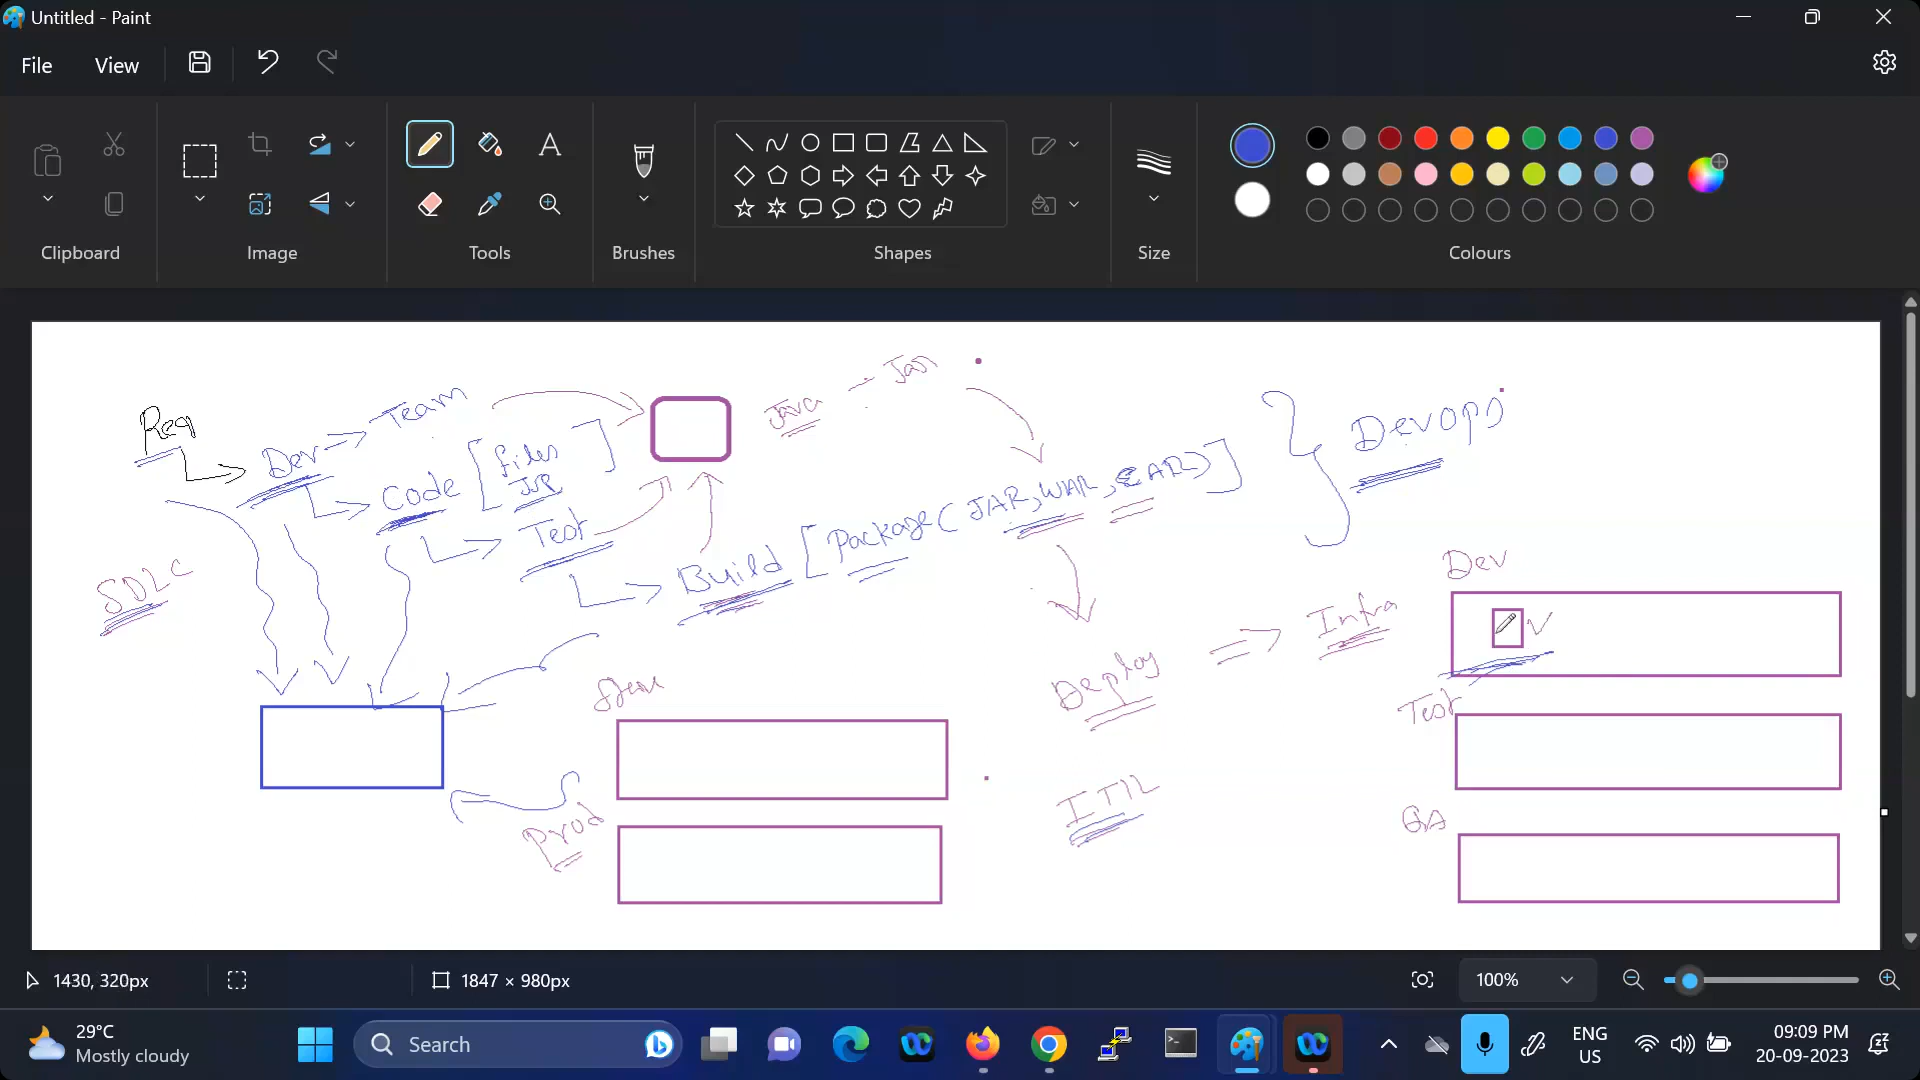 Untitled - Paint
File
View
Clipboard
Image
Tools
Brushes
Shapes
Size
Colours
Req
Dev
Team
Java - Jar
Code [files
JSP]
Test
Build [Package (JAR, WAR, EAR)]
Devops
SDLC
Dev
Infra
Deploy
Test
Prod
ITIL
QA
1430, 320px
1847 × 980px
100%
29°C
Mostly cloudy
Search
ENG
US
09:09 PM
20-09-2023